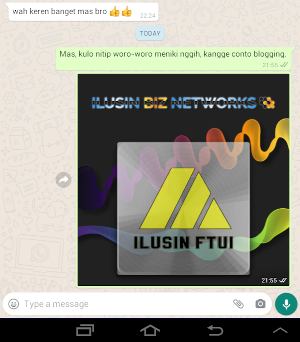 wah keren banget mas bro 👍👍
22:24
TODAY
Mas, kulo nitip woro-woro meniki nggih, kangge conto blogging.
21:55
ILUSIN BIZ NETWORKS
ILUSIN FTUI
21:55
Type a message